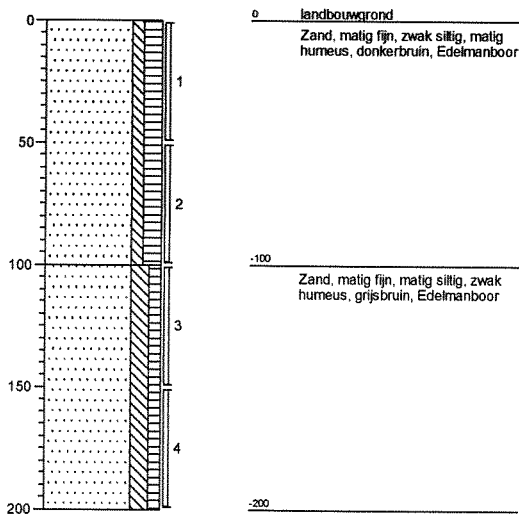 0
50
100
150
200
1
2
3
4
0 landbouwgrond
Zand, matig fijn, zwak siltig, matig
humeus, donkerbruin, Edelmanboor
-100
Zand, matig fijn, matig siltig, zwak
humeus, grijsbruin, Edelmanboor
-200